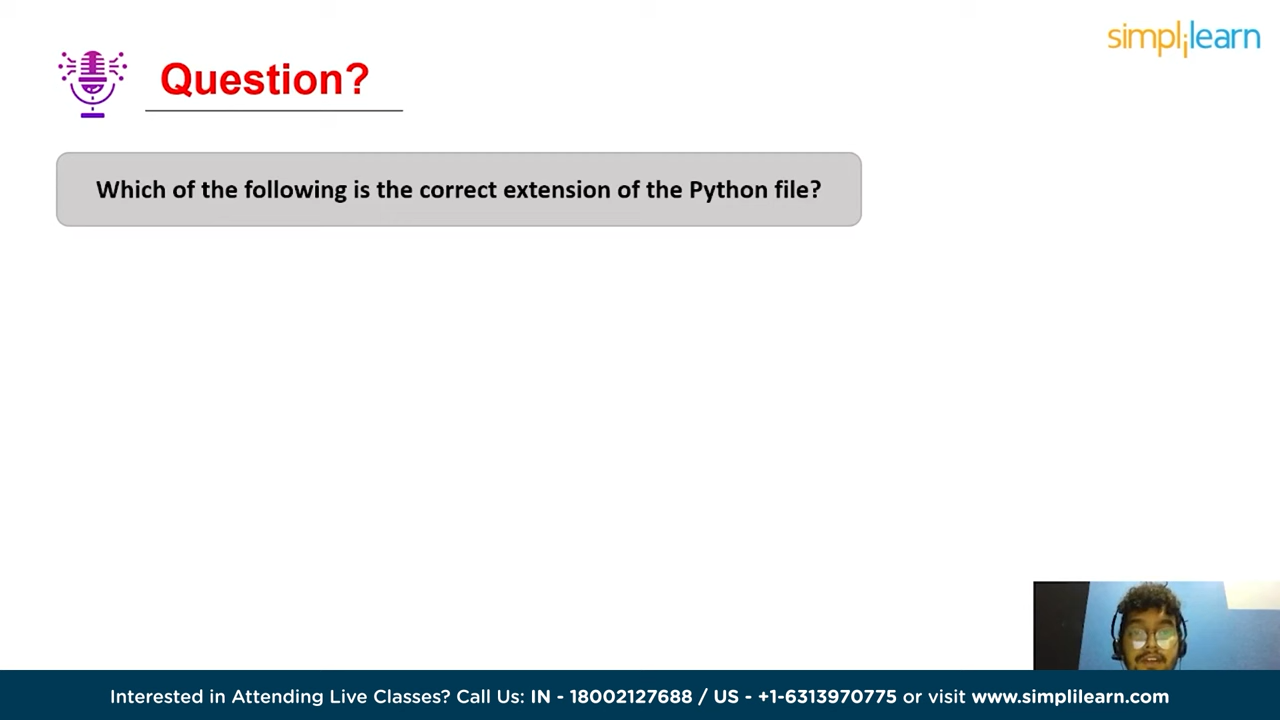 simplilearn
Question?
Which of the following is the correct extension of the Python file?
Interested in Attending Live Classes? Call Us: IN - 18002127688 / US - +1-6313970775 or visit www.simplilearn.com